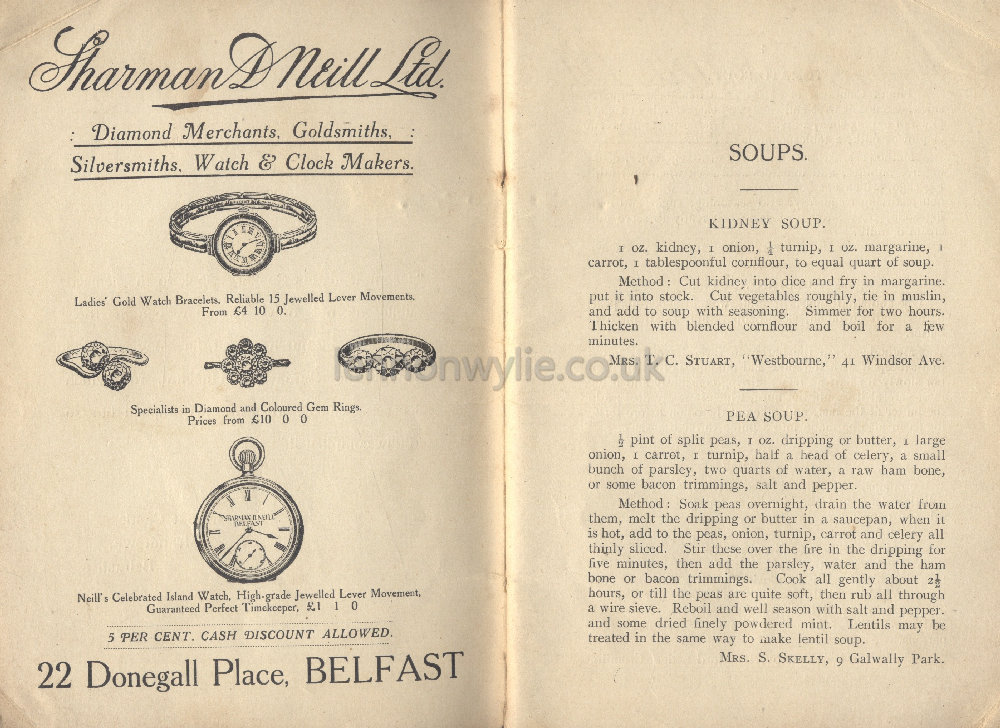 Sharman D Neill Ltd.
: Diamond Merchants, Goldsmiths, :
Silversmiths, Watch & Clock Makers.
Ladies' Gold Watch Bracelets, Reliable 15 Jewelled Lever Movements.
From £4 10 0.
Specialists in Diamond and Coloured Gem Rings.
Prices from £10 0 0
SHARMAN D. NEILL
BELFAST
Neill's Celebrated Island Watch, High-grade Jewelled Lever Movement,
Guaranteed Perfect Timekeeper, £1 1 0
5 PER CENT. CASH DISCOUNT ALLOWED.
22 Donegall Place, BELFAST
lennonwylie.co.uk
SOUPS.
KIDNEY SOUP.
1 oz. kidney, 1 onion, ½ turnip, 1 oz. margarine, 1
carrot, 1 tablespoonful cornflour, to equal quart of soup.
Method: Cut kidney into dice and fry in margarine.
put it into stock. Cut vegetables roughly, tie in muslin,
and add to soup with seasoning. Simmer for two hours.
Thicken with blended cornflour and boil for a few
minutes.
MRS. T. C. STUART, "Westbourne," 41 Windsor Ave.
PEA SOUP.
½ pint of split peas, 1 oz. dripping or butter, 1 large
onion, 1 carrot, 1 turnip, half a head of celery, a small
bunch of parsley, two quarts of water, a raw ham bone,
or some bacon trimmings, salt and pepper.
Method: Soak peas overnight, drain the water from
them, melt the dripping or butter in a saucepan, when it
is hot, add to the peas, onion, turnip, carrot and celery all
thinly sliced. Stir these over the fire in the dripping for
five minutes, then add the parsley, water and the ham
bone or bacon trimmings. Cook all gently about 2½
hours, or till the peas are quite soft, then rub all through
a wire sieve. Reboil and well season with salt and pepper.
and some dried finely powdered mint. Lentils may be
treated in the same way to make lentil soup.
MRS. S. SKELLY, 9 Galwally Park.